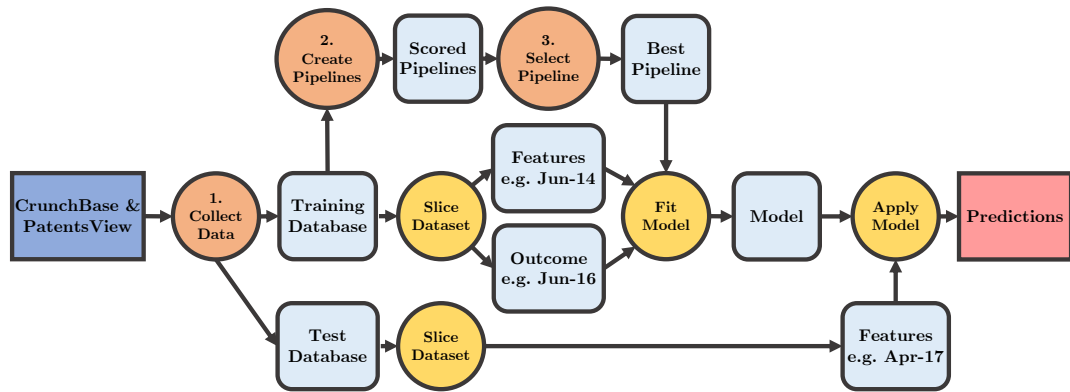 2.
Create
Pipelines
Scored
Pipelines
3.
Select
Pipeline
Best
Pipeline
CrunchBase &
PatentsView
1.
Collect
Data
Training
Database
Slice
Dataset
Features
e.g. Jun-14
Outcome
e.g. Jun-16
Fit
Model
Model
Apply
Model
Predictions
Test
Database
Slice
Dataset
Features
e.g. Apr-17